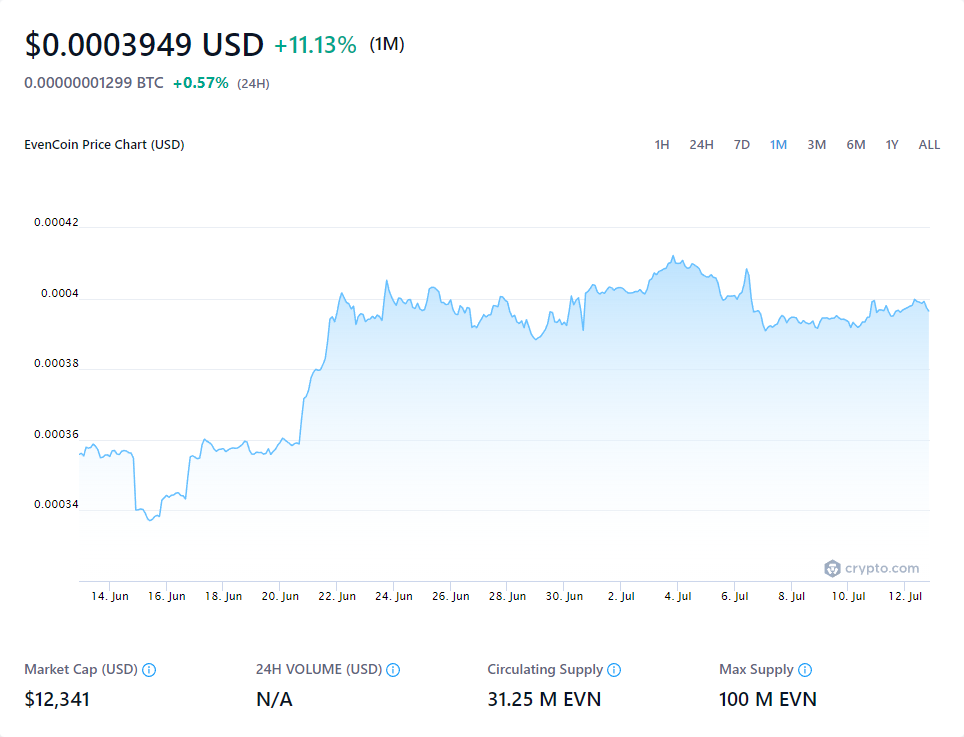 $0.0003949 USD +11.13% (1M)
0.00000001299 BTC +0.57% (24H)
EvenCoin Price Chart (USD) 1H 24H 7D 1M 3M 6M 1Y ALL
0.00042
0.0004
0.00038
0.00036
0.00034
crypto.com
14. Jun 16. Jun 18. Jun 20. Jun 22. Jun 24. Jun 26. Jun 28. Jun 30. Jun 2. Jul 4. Jul 6. Jul 8. Jul 10. Jul 12. Jul
Market Cap (USD) 24H VOLUME (USD) Circulating Supply Max Supply
$12,341 N/A 31.25 M EVN 100 M EVN